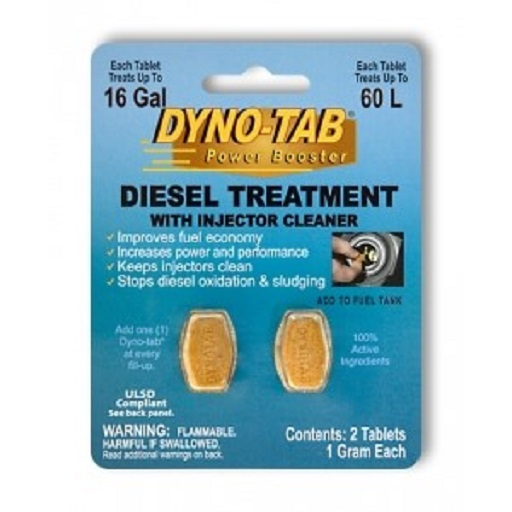 Each Tablet
Treats Up To
16 Gal
Each Tablet
Treats Up To
60 L
DYNO-TAB®
Power Booster
DIESEL TREATMENT
WITH INJECTOR CLEANER
✓ Improves fuel economy
✓ Increases power and performance
✓ Keeps injectors clean
✓ Stops diesel oxidation & sludging
ADD TO FUEL TANK
Add one (1)
Dyno-tab®
at every
fill-up.
100%
Active
Ingredients
ULSD
Compliant
See back panel.
WARNING: FLAMMABLE.
HARMFUL IF SWALLOWED.
Read additional warnings on back.
Contents: 2 Tablets
1 Gram Each